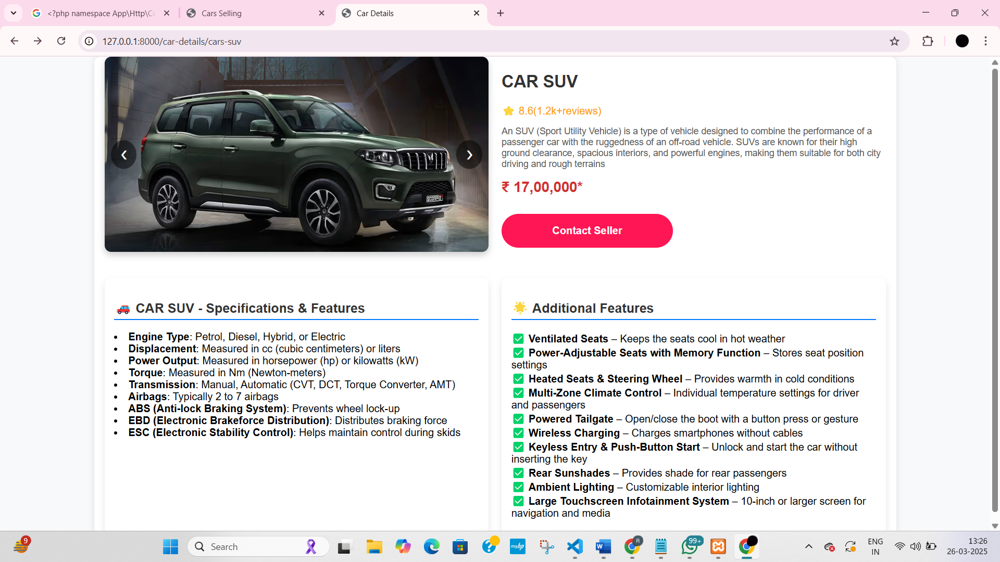 <?php namespace App\Http\Co
Cars Selling
Car Details
127.0.0.1:8000/car-details/cars-suv
SCORPIO
CAR SUV
⭐ 8.6(1.2k+reviews)
An SUV (Sport Utility Vehicle) is a type of vehicle designed to combine the performance of a
passenger car with the ruggedness of an off-road vehicle. SUVs are known for their high
ground clearance, spacious interiors, and powerful engines, making them suitable for both city
driving and rough terrains
₹ 17,00,000*
Contact Seller
🚗 CAR SUV - Specifications & Features
• Engine Type: Petrol, Diesel, Hybrid, or Electric
• Displacement: Measured in cc (cubic centimeters) or liters
• Power Output: Measured in horsepower (hp) or kilowatts (kW)
• Torque: Measured in Nm (Newton-meters)
• Transmission: Manual, Automatic (CVT, DCT, Torque Converter, AMT)
• Airbags: Typically 2 to 7 airbags
• ABS (Anti-lock Braking System): Prevents wheel lock-up
• EBD (Electronic Brakeforce Distribution): Distributes braking force
• ESC (Electronic Stability Control): Helps maintain control during skids
🌟 Additional Features
✅ Ventilated Seats – Keeps the seats cool in hot weather
✅ Power-Adjustable Seats with Memory Function – Stores seat position
settings
✅ Heated Seats & Steering Wheel – Provides warmth in cold conditions
✅ Multi-Zone Climate Control – Individual temperature settings for driver
and passengers
✅ Powered Tailgate – Open/close the boot with a button press or gesture
✅ Wireless Charging – Charges smartphones without cables
✅ Keyless Entry & Push-Button Start – Unlock and start the car without
inserting the key
✅ Rear Sunshades – Provides shade for rear passengers
✅ Ambient Lighting – Customizable interior lighting
✅ Large Touchscreen Infotainment System – 10-inch or larger screen for
navigation and media
9
Search
myhp
R
99+
ENG
IN
13:26
26-03-2025